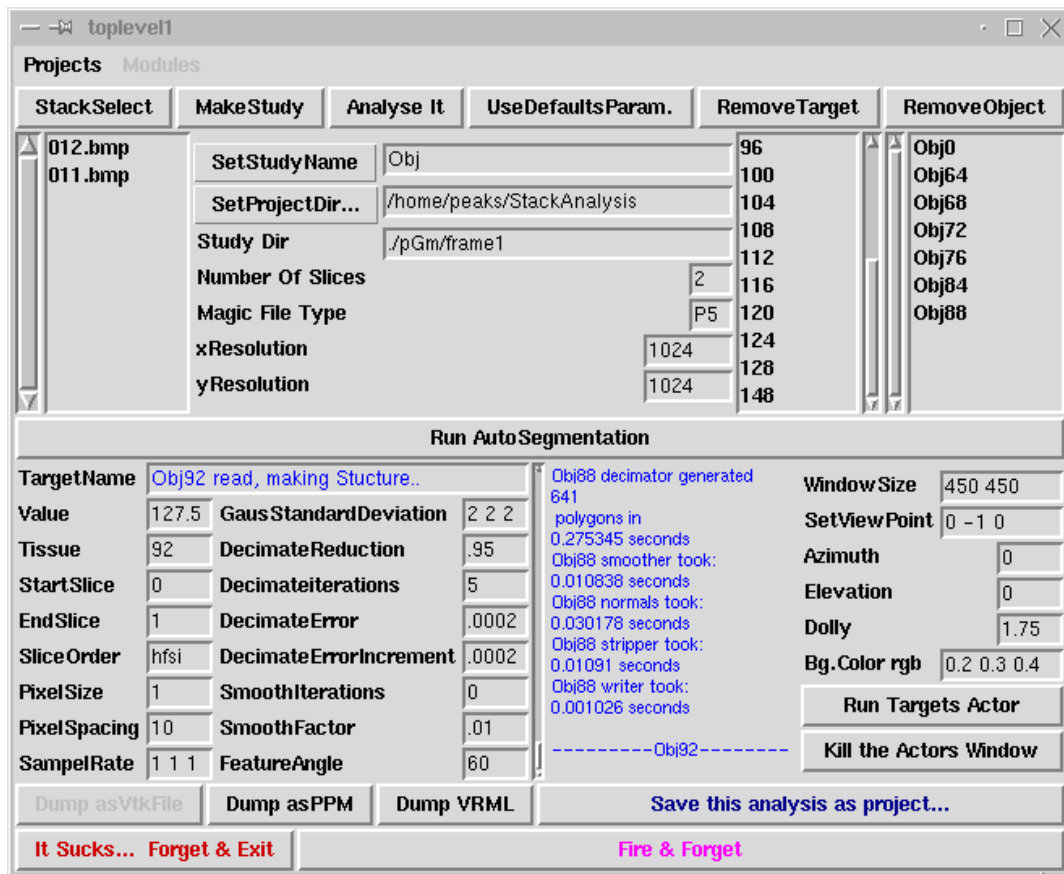 toplevel1
Projects Modules
StackSelect MakeStudy Analyse It UseDefaultsParam. RemoveTarget RemoveObject
012.bmp
011.bmp
SetStudyName Obj
SetProjectDir... /home/peaks/StackAnalysis
Study Dir ./pGm/frame1
Number Of Slices 2
Magic File Type P5
xResolution 1024
yResolution 1024
96
100
104
108
112
116
120
124
128
148
Obj0
Obj64
Obj68
Obj72
Obj76
Obj84
Obj88
Run AutoSegmentation
TargetName Obj92 read, making Stucture..
Value 127.5 GausStandardDeviation 2 2 2
Tissue 92 DecimateReduction .95
StartSlice 0 Decimateiterations 5
EndSlice 1 DecimateError .0002
SliceOrder hfsi DecimateErrorIncrement .0002
PixelSize 1 SmoothIterations 0
PixelSpacing 10 SmoothFactor .01
SampelRate 1 1 1 FeatureAngle 60
Obj88 decimator generated
641
polygons in
0.275345 seconds
Obj88 smoother took:
0.010838 seconds
Obj88 normals took:
0.030178 seconds
Obj88 stripper took:
0.01091 seconds
Obj88 writer took:
0.001026 seconds
---------Obj92--------
WindowSize 450 450
SetViewPoint 0 -1 0
Azimuth 0
Elevation 0
Dolly 1.75
Bg.Color rgb 0.2 0.3 0.4
Run Targets Actor
Kill the Actors Window
Dump asVtkFile Dump asPPM Dump VRML Save this analysis as project...
It Sucks... Forget & Exit Fire & Forget